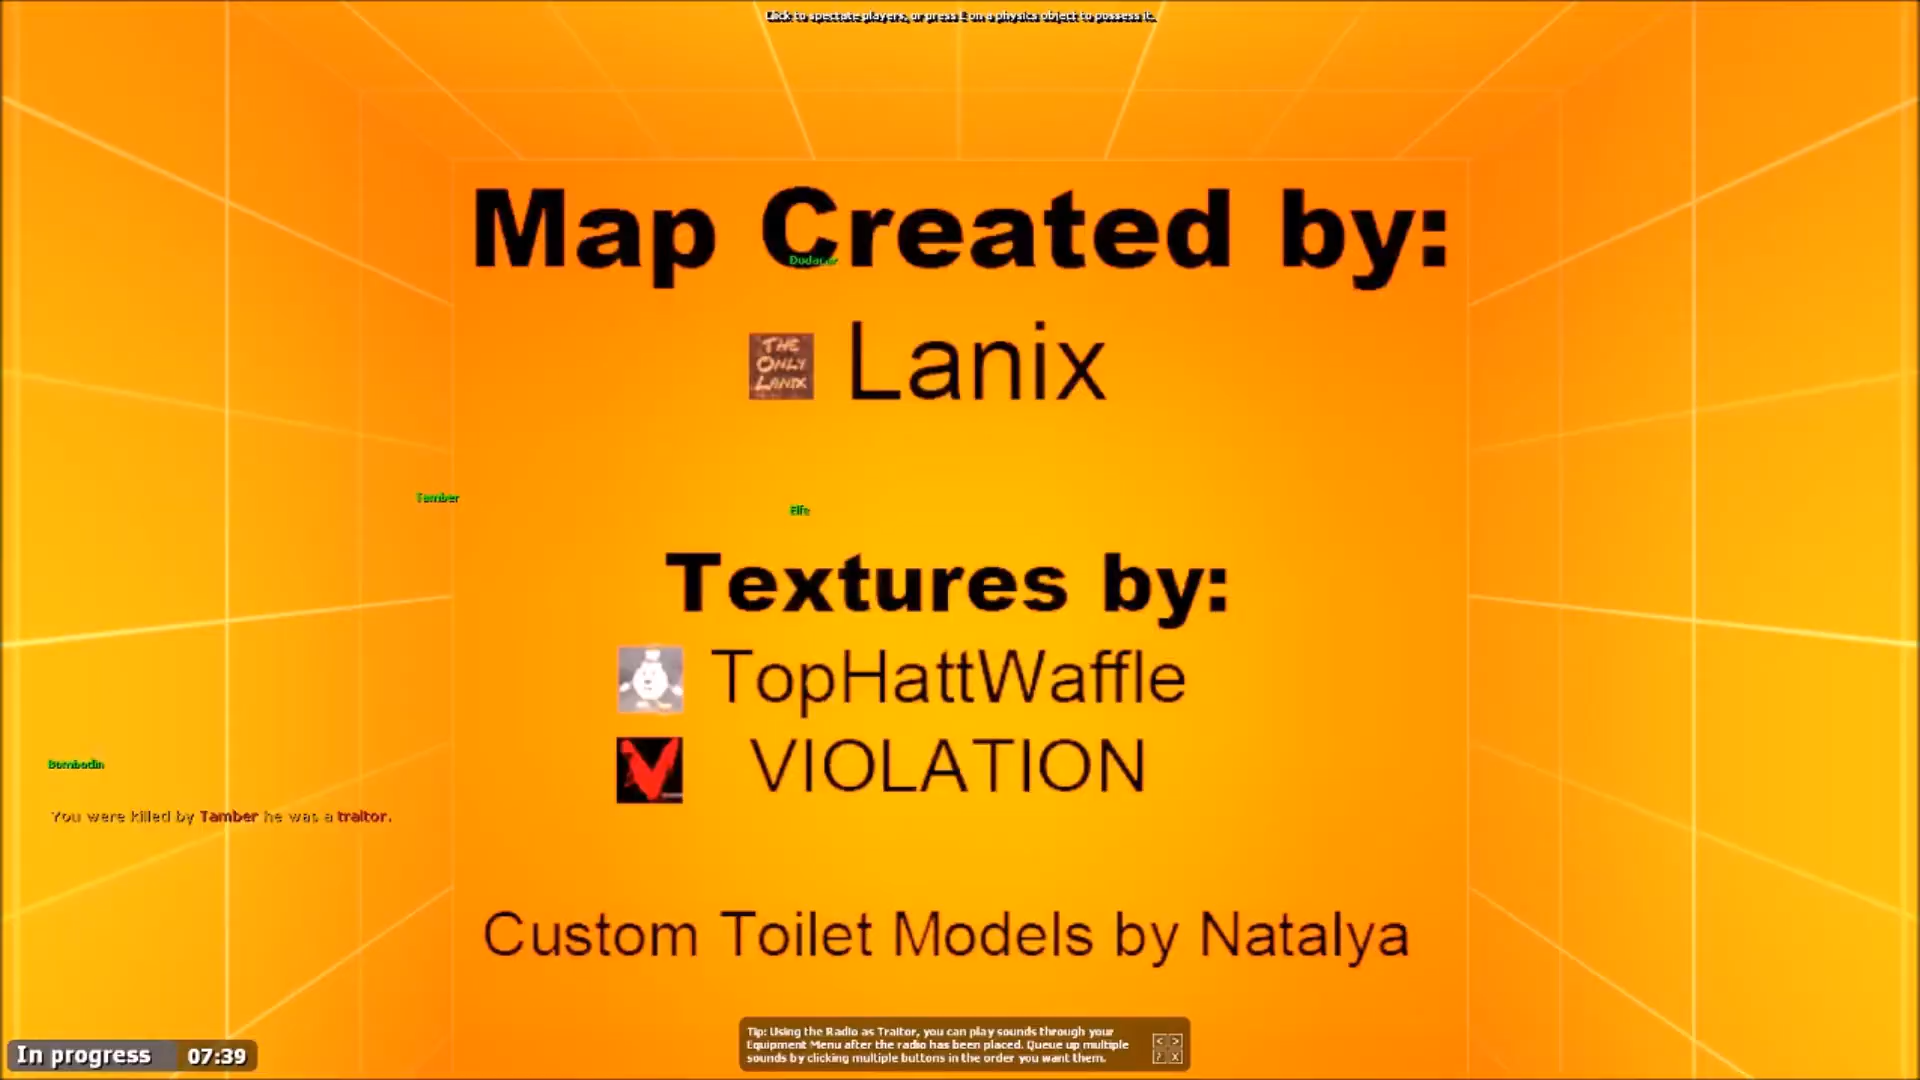 Click to spectate players, or press E on a physics object to possess it.
Map Created by:
Dudacer
THE
ONLY
LANIX
Lanix
Tamber
Elfe
Textures by:
TopHattWaffle
VIOLATION
Bombodin
You were killed by Tamber he was a traitor.
Custom Toilet Models by Natalya
Tip: Using the Radio as Traitor, you can play sounds through your
Equipment Menu after the radio has been placed. Queue up multiple
sounds by clicking multiple buttons in the order you want them.
< >
? X
In progress 07:39